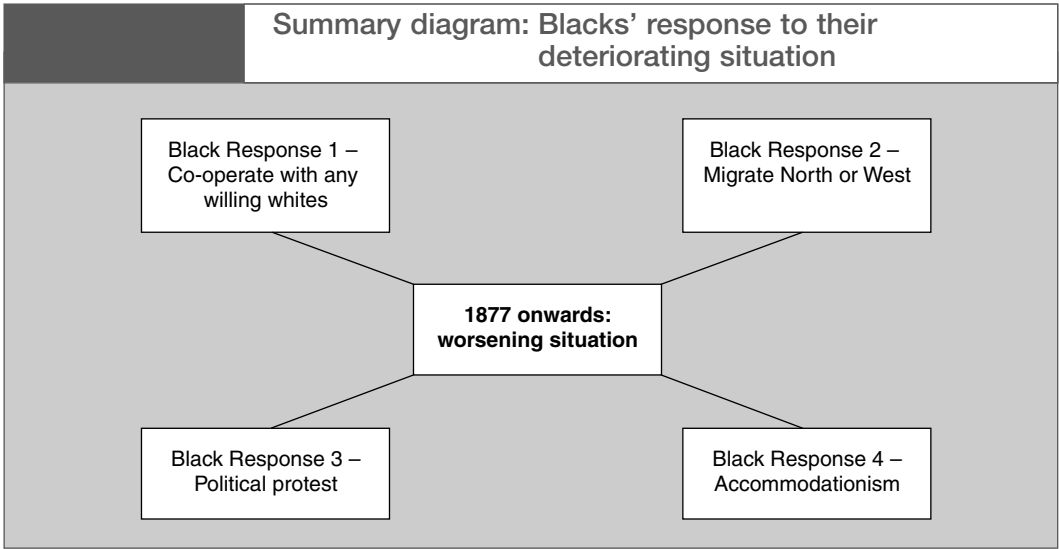 Summary diagram: Blacks’ response to their
deteriorating situation
Black Response 1 –
Co-operate with any
willing whites
Black Response 2 –
Migrate North or West
1877 onwards:
worsening situation
Black Response 3 –
Political protest
Black Response 4 –
Accommodationism